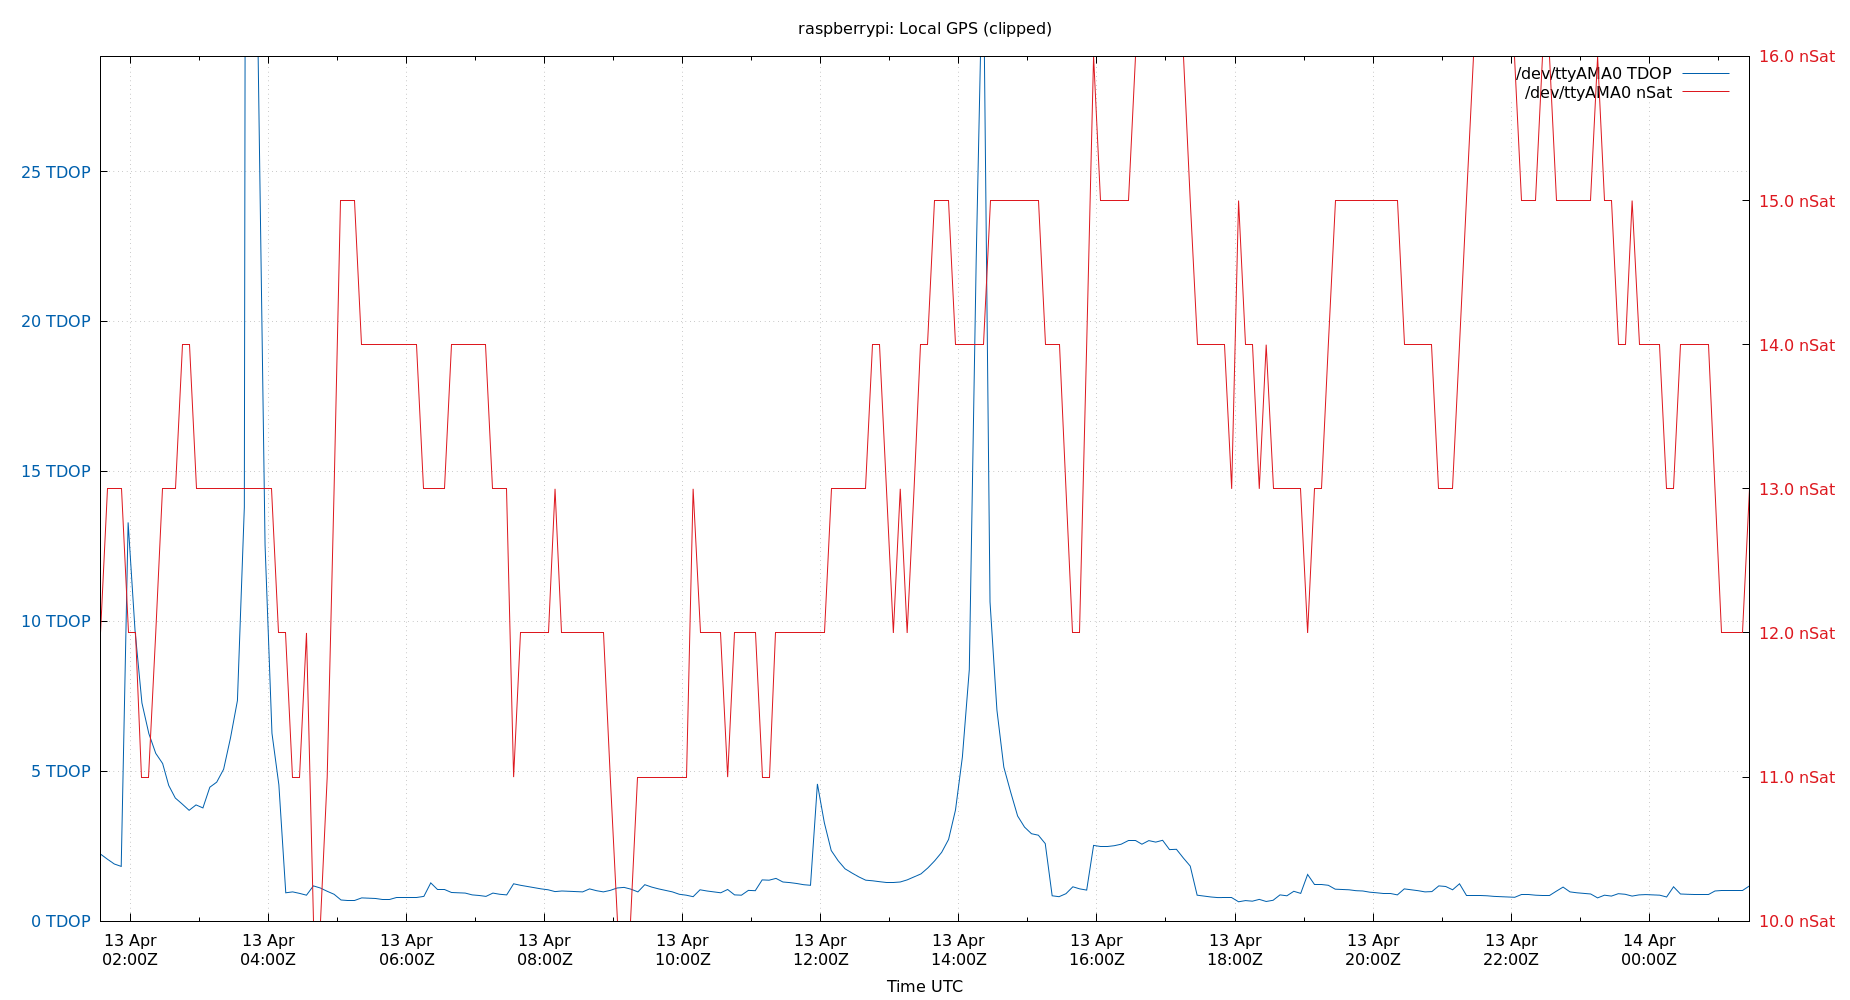 raspberrypi: Local GPS (clipped)
16.0 nSat
/dev/ttyAMA0 TDOP
/dev/ttyAMA0 nSat
25 TDOP
15.0 nSat
20 TDOP
14.0 nSat
15 TDOP
13.0 nSat
10 TDOP
12.0 nSat
5 TDOP
11.0 nSat
0 TDOP
10.0 nSat
13 Apr 13 Apr 13 Apr 13 Apr 13 Apr 13 Apr 13 Apr 13 Apr 13 Apr 13 Apr 13 Apr 14 Apr
02:00Z 04:00Z 06:00Z 08:00Z 10:00Z 12:00Z 14:00Z 16:00Z 18:00Z 20:00Z 22:00Z 00:00Z
Time UTC